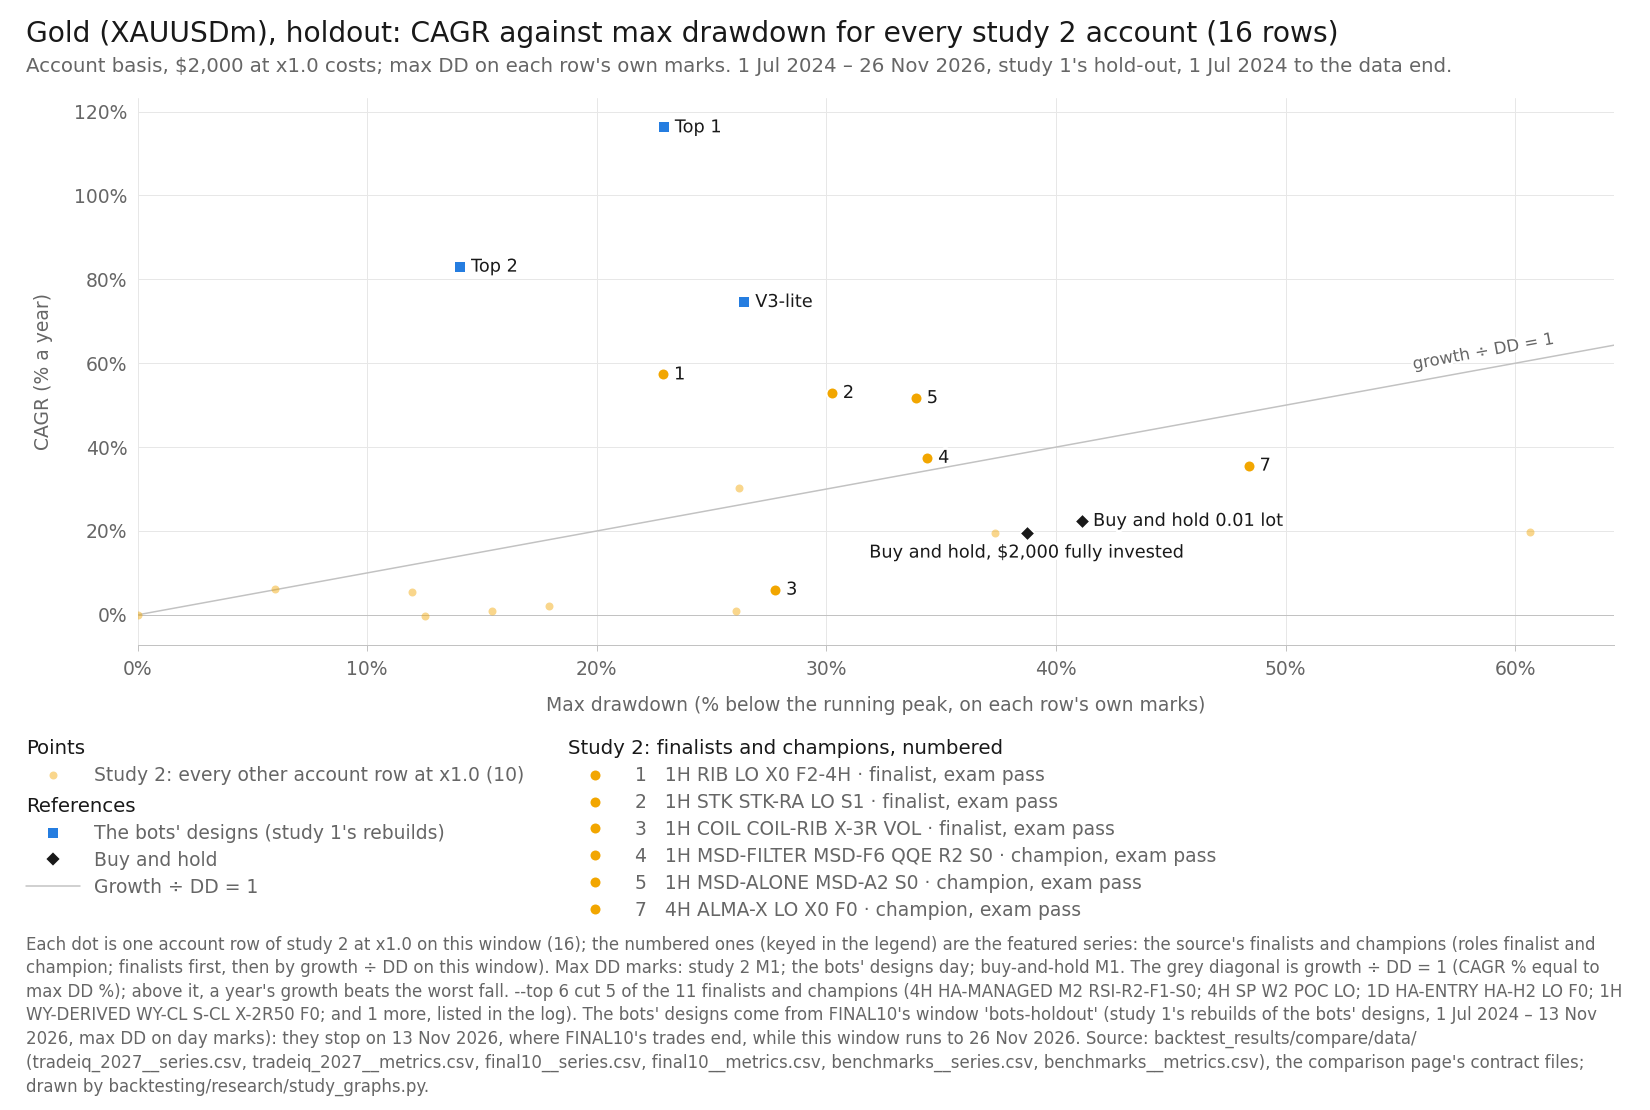 Gold (XAUUSDm), holdout: CAGR against max drawdown for every study 2 account (16 rows)
Account basis, $2,000 at x1.0 costs; max DD on each row's own marks. 1 Jul 2024 – 26 Nov 2026, study 1's hold-out, 1 Jul 2024 to the data end.
120%
100%
80%
60%
40%
20%
0%
CAGR (% a year)
Top 1
Top 2
V3-lite
growth ÷ DD = 1
1
2
5
4
7
Buy and hold 0.01 lot
Buy and hold, $2,000 fully invested
3
0%
10%
20%
30%
40%
50%
60%
Max drawdown (% below the running peak, on each row's own marks)
Points
Study 2: every other account row at x1.0 (10)
References
The bots' designs (study 1's rebuilds)
Buy and hold
Growth ÷ DD = 1
Study 2: finalists and champions, numbered
1 1H RIB LO X0 F2-4H · finalist, exam pass
2 1H STK STK-RA LO S1 · finalist, exam pass
3 1H COIL COIL-RIB X-3R VOL · finalist, exam pass
4 1H MSD-FILTER MSD-F6 QQE R2 S0 · champion, exam pass
5 1H MSD-ALONE MSD-A2 S0 · champion, exam pass
7 4H ALMA-X LO X0 F0 · champion, exam pass
Each dot is one account row of study 2 at x1.0 on this window (16); the numbered ones (keyed in the legend) are the featured series: the source's finalists and champions (roles finalist and
champion; finalists first, then by growth ÷ DD on this window). Max DD marks: study 2 M1; the bots' designs day; buy-and-hold M1. The grey diagonal is growth ÷ DD = 1 (CAGR % equal to
max DD %); above it, a year's growth beats the worst fall. --top 6 cut 5 of the 11 finalists and champions (4H HA-MANAGED M2 RSI-R2-F1-S0; 4H SP W2 POC LO; 1D HA-ENTRY HA-H2 LO F0; 1H
WY-DERIVED WY-CL S-CL X-2R50 F0; and 1 more, listed in the log). The bots' designs come from FINAL10's window 'bots-holdout' (study 1's rebuilds of the bots' designs, 1 Jul 2024 – 13 Nov
2026, max DD on day marks): they stop on 13 Nov 2026, where FINAL10's trades end, while this window runs to 26 Nov 2026. Source: backtest_results/compare/data/
(tradeiq_2027__series.csv, tradeiq_2027__metrics.csv, final10__series.csv, final10__metrics.csv, benchmarks__series.csv, benchmarks__metrics.csv), the comparison page's contract files;
drawn by backtesting/research/study_graphs.py.